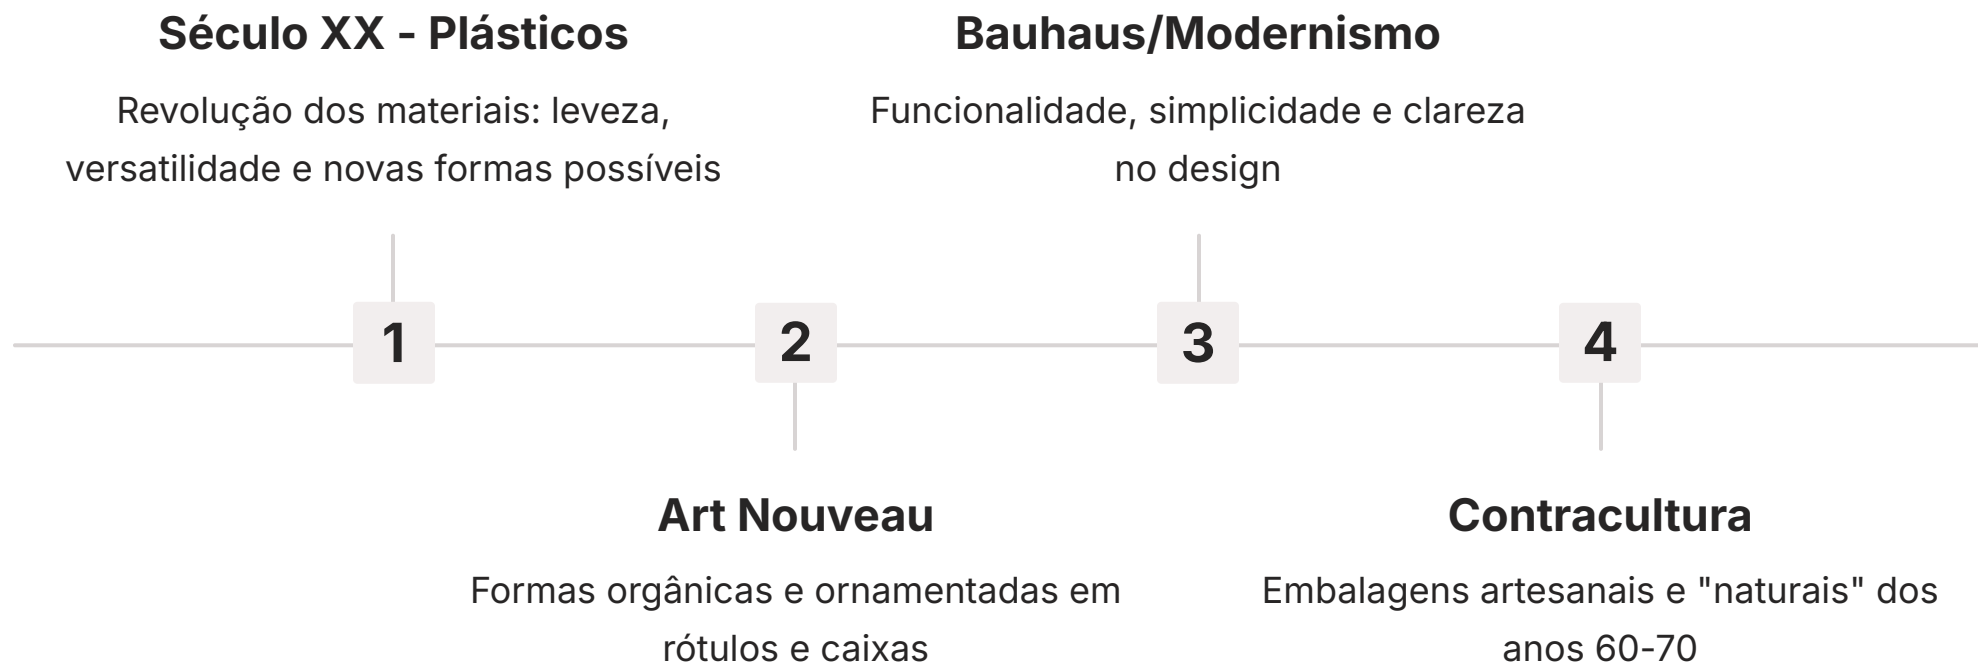 Século XX - Plásticos
Revolução dos materiais: leveza,
versatilidade e novas formas possíveis
Bauhaus/Modernismo
Funcionalidade, simplicidade e clareza
no design
1
2
3
4
Art Nouveau
Formas orgânicas e ornamentadas em
rótulos e caixas
Contracultura
Embalagens artesanais e "naturais" dos
anos 60-70